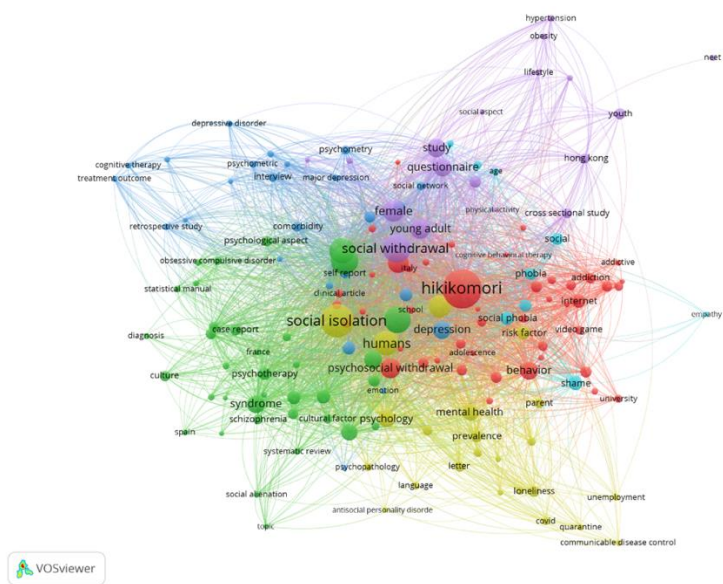 hypertension
obesity
neet
lifestyle
social aspect
youth
depressive disorder
study
psychometry
cognitive therapy
psychometric
questionnaire
hong kong
treatment outcome
interview
major depression
age
social network
female
physical activity
cross sectional study
retrospective study
comorbidity
young adult
psychological aspect
social
social withdrawal
cognitive behavioral therapy
obsessive compulsive disorder
self report
italy
phobia
addictive
addiction
statistical manual
clinical article
hikikomori
internet
school
social isolation
social phobia
empathy
diagnosis
case report
depression
risk factor
video game
humans
france
adolescence
culture
psychotherapy
psychosocial withdrawal
behavior
shame
emotion
syndrome
parent
university
schizophrenia
cultural factor
psychology
mental health
spain
prevalence
systematic review
psychopathology
letter
language
loneliness
social alienation
unemployment
antisocial personality disorde
covid
topic
quarantine
communicable disease control
VOSviewer